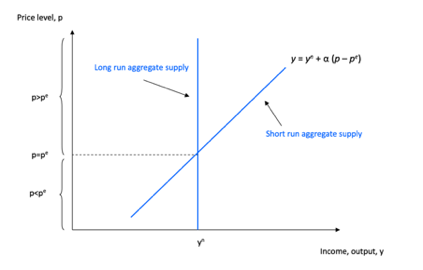 Price level, p
y = yⁿ + α (p – pᵉ)
Long run aggregate supply
p>pᵉ
Short run aggregate supply
p=pᵉ
p<pᵉ
yⁿ
Income, output, y